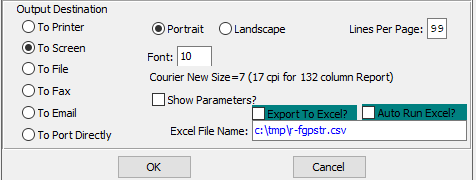 Output Destination
To Printer
Portrait
Landscape
Lines Per Page: 99
To Screen
Font: 10
To File
Courier New Size=7 (17 cpi for 132 column Report)
To Fax
Show Parameters?
To Email
Export To Excel?
Auto Run Excel?
To Port Directly
Excel File Name: c:\tmp\r-fgpstr.csv
OK
Cancel